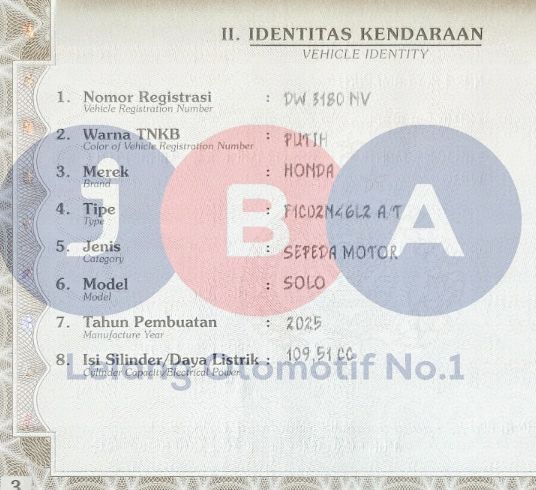 II. IDENTITAS KENDARAAN
VEHICLE IDENTITY
1. Nomor Registrasi : DW 3180 NV
Vehicle Registration Number
2. Warna TNKB : PUTIH
Color of Vehicle Registration Number
3. Merek : HONDA
Brand
4. Tipe : F1C02N46L2 A/T
Type
5. Jenis : SEPEDA MOTOR
Category
6. Model : SOLO
Model
7. Tahun Pembuatan : 2025
Manufacture Year
8. Isi Silinder/Daya Listrik : 109,51 CC
Cylinder Capacity/Electrical Power
J B A
Lelang Otomotif No.1
3